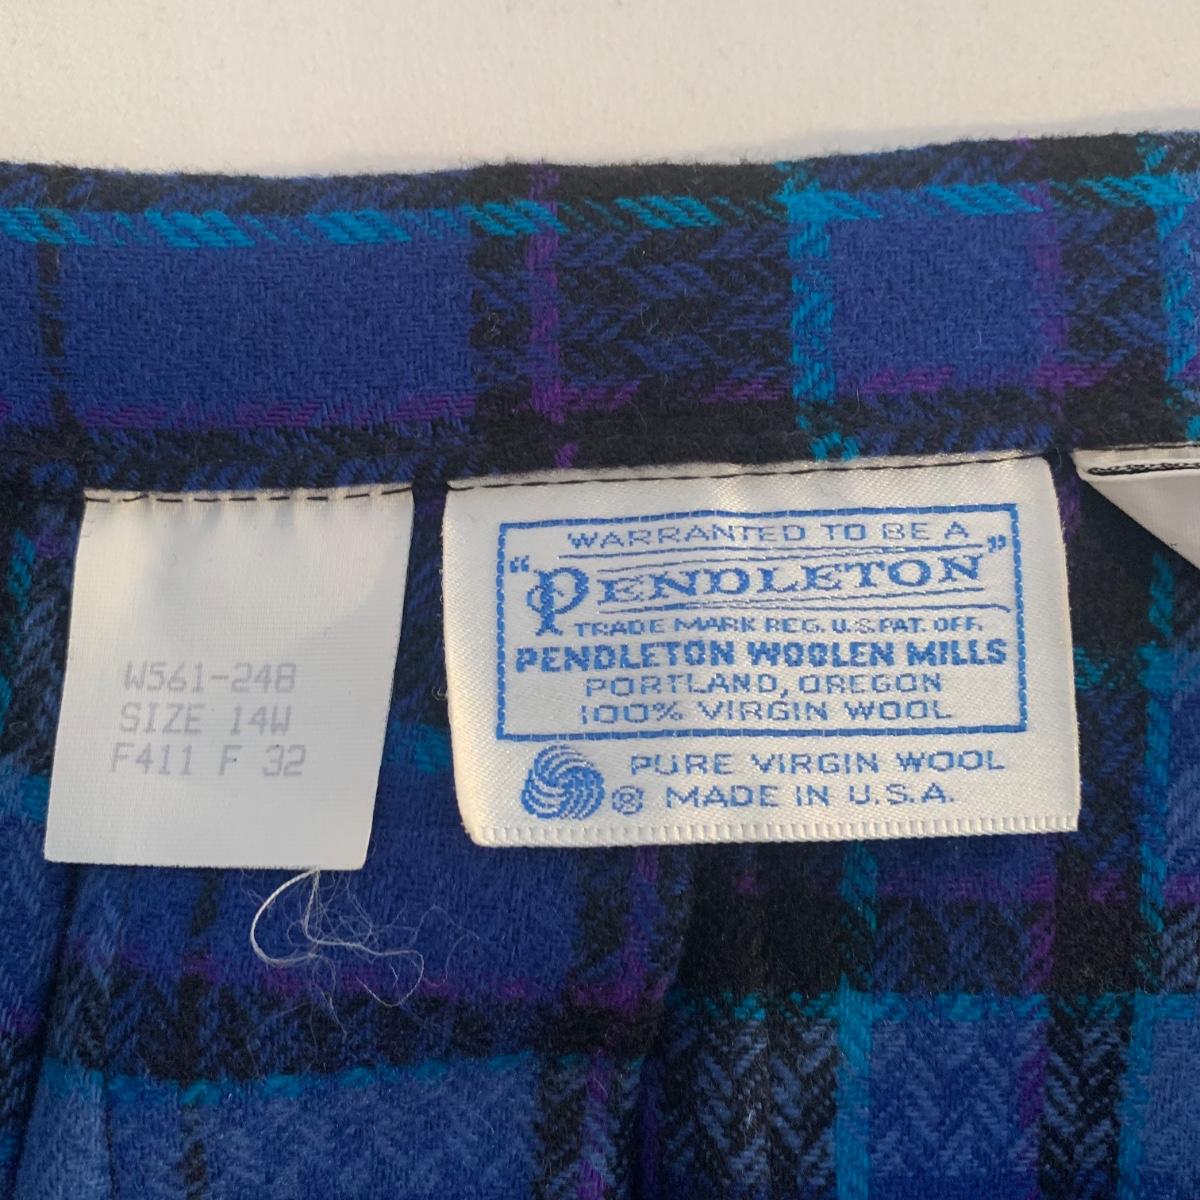 W561-248
SIZE 14W
F411 F 32
WARRANTED TO BE A
"PENDLETON"
TRADE MARK REG. U.S. PAT. OFF.
PENDLETON WOOLEN MILLS
PORTLAND, OREGON
100% VIRGIN WOOL
PURE VIRGIN WOOL
® MADE IN U.S.A.